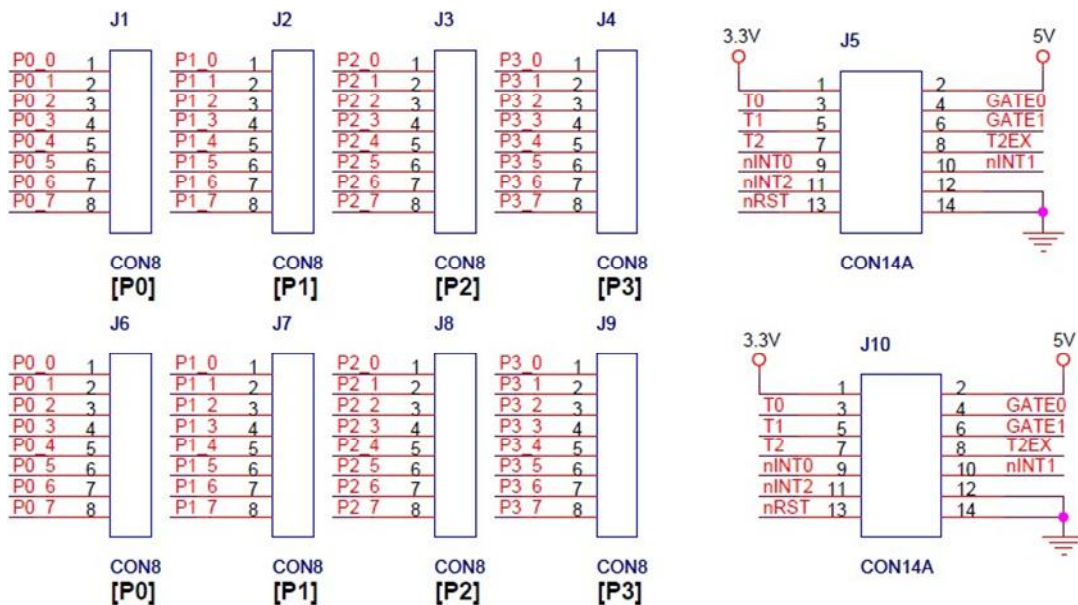 J1 J2 J3 J4
3.3V J5 5V
P0_0 1 P1_0 1 P2_0 1 P3_0 1
P0_1 2 P1_1 2 P2_1 2 P3_1 2
P0_2 3 P1_2 3 P2_2 3 P3_2 3
P0_3 4 P1_3 4 P2_3 4 P3_3 4
P0_4 5 P1_4 5 P2_4 5 P3_4 5
P0_5 6 P1_5 6 P2_5 6 P3_5 6
P0_6 7 P1_6 7 P2_6 7 P3_6 7
P0_7 8 P1_7 8 P2_7 8 P3_7 8
1 2
T0 3 4 GATE0
T1 5 6 GATE1
T2 7 8 T2EX
nINT0 9 10 nINT1
nINT2 11 12
nRST 13 14
CON8 CON8 CON8 CON8 CON14A
[P0] [P1] [P2] [P3]
J6 J7 J8 J9
3.3V J10 5V
P0_0 1 P1_0 1 P2_0 1 P3_0 1
P0_1 2 P1_1 2 P2_1 2 P3_1 2
P0_2 3 P1_2 3 P2_2 3 P3_2 3
P0_3 4 P1_3 4 P2_3 4 P3_3 4
P0_4 5 P1_4 5 P2_4 5 P3_4 5
P0_5 6 P1_5 6 P2_5 6 P3_5 6
P0_6 7 P1_6 7 P2_6 7 P3_6 7
P0_7 8 P1_7 8 P2_7 8 P3_7 8
1 2
T0 3 4 GATE0
T1 5 6 GATE1
T2 7 8 T2EX
nINT0 9 10 nINT1
nINT2 11 12
nRST 13 14
CON8 CON8 CON8 CON8 CON14A
[P0] [P1] [P2] [P3]